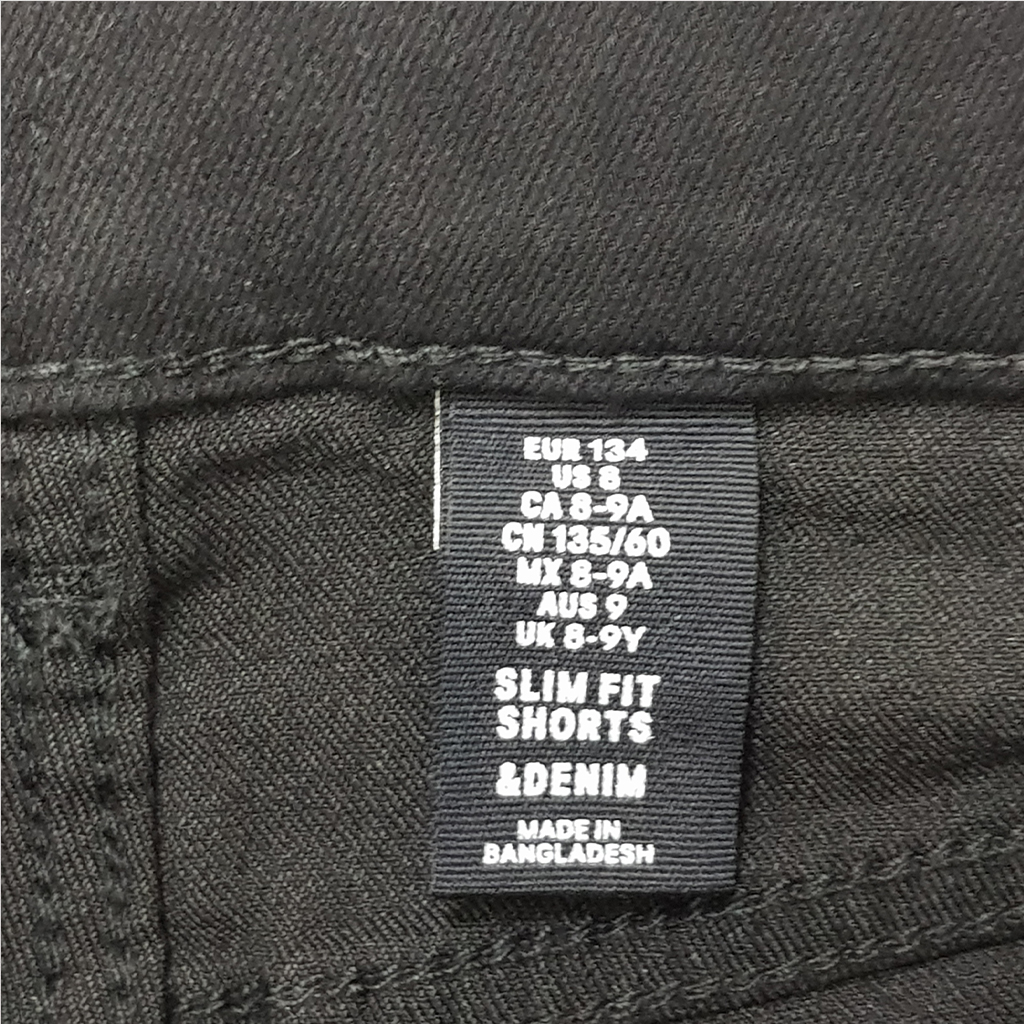 EUR 134
US 8
CA 8-9A
CN 135/60
MX 8-9A
AUS 9
UK 8-9Y
SLIM FIT
SHORTS
&DENIM
MADE IN
BANGLADESH